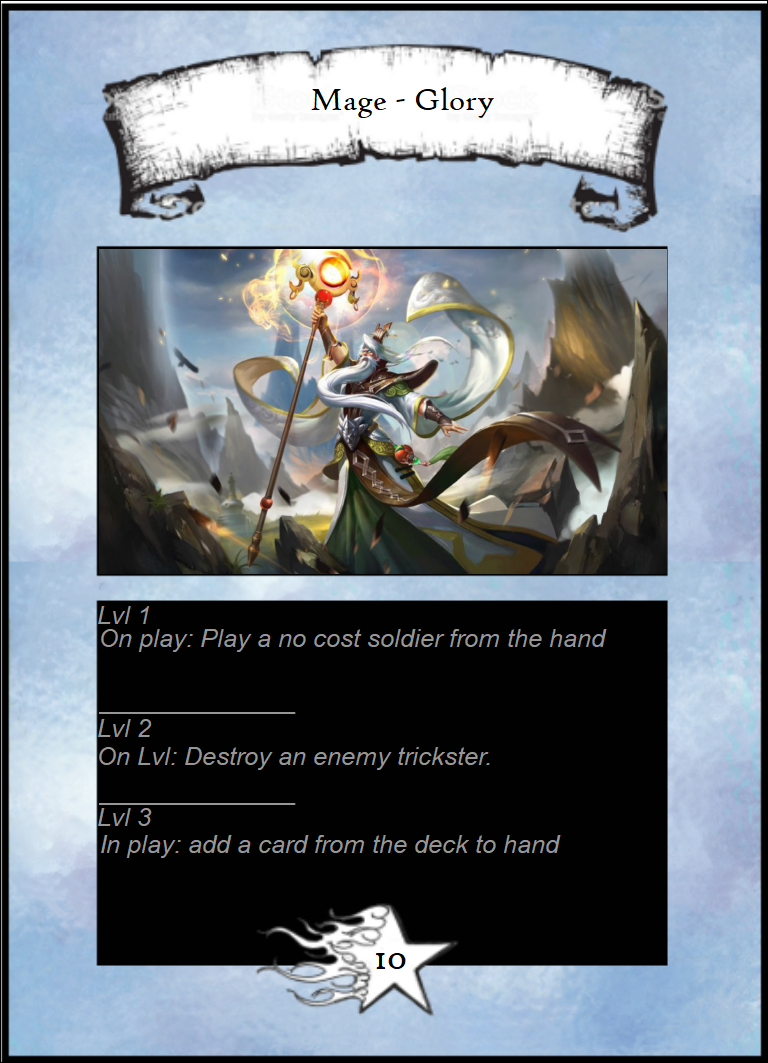 Mage - Glory
Lvl 1
On play: Play a no cost soldier from the hand
Lvl 2
On Lvl: Destroy an enemy trickster.
Lvl 3
In play: add a card from the deck to hand
10